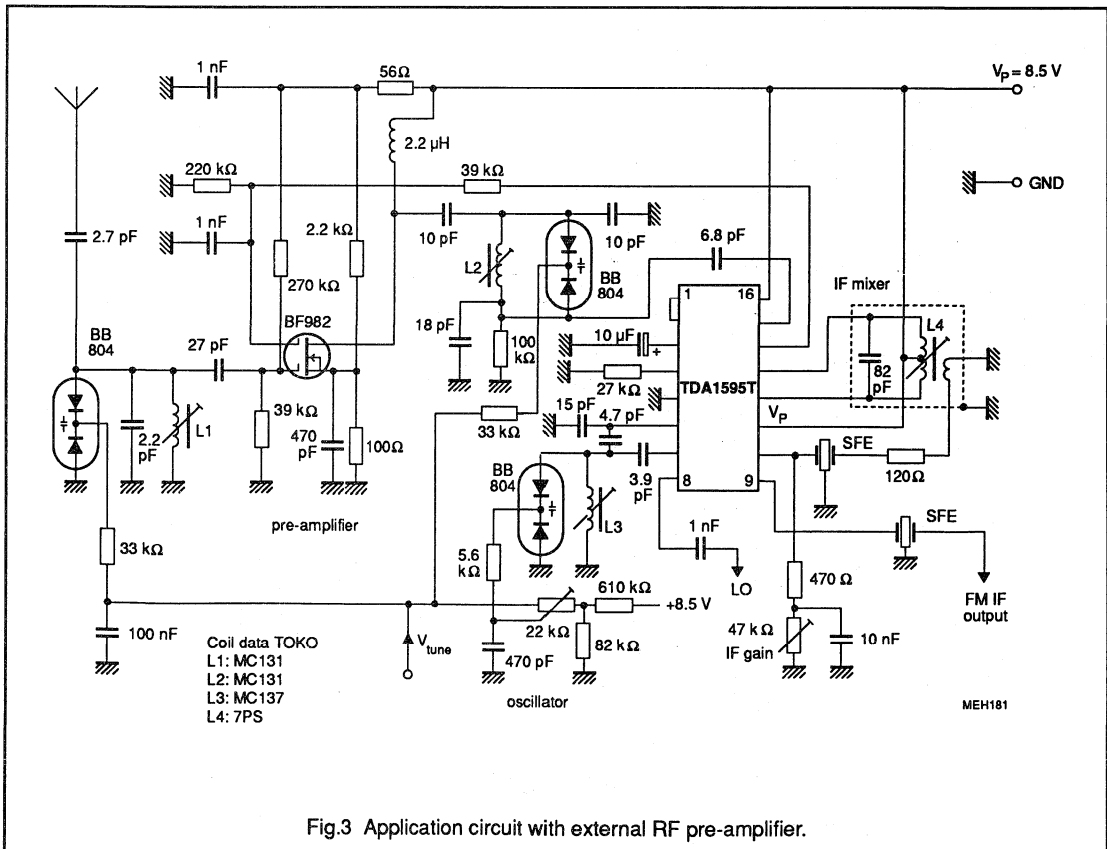 1 nF
56Ω
V_P = 8.5 V
2.2 µH
220 kΩ
39 kΩ
GND
1 nF
2.7 pF
2.2 kΩ
10 pF
10 pF
6.8 pF
270 kΩ
L2
BB
804
1
16
IF mixer
L4
BF982
BB
804
27 pF
18 pF
100
kΩ
10 µF
+
82
pF
27 kΩ
TDA1595T
V_P
39 kΩ
470
pF
100Ω
2.2
pF
L1
33 kΩ
15 pF
4.7 pF
SFE
BB
804
3.9
pF
8
9
120Ω
pre-amplifier
L3
1 nF
SFE
33 kΩ
5.6
kΩ
610 kΩ
+8.5 V
LO
470 Ω
FM IF
output
100 nF
V_tune
22 kΩ
82 kΩ
47 kΩ
IF gain
10 nF
470 pF
Coil data TOKO
L1: MC131
L2: MC131
L3: MC137
L4: 7PS
oscillator
MEH181
Fig.3 Application circuit with external RF pre-amplifier.